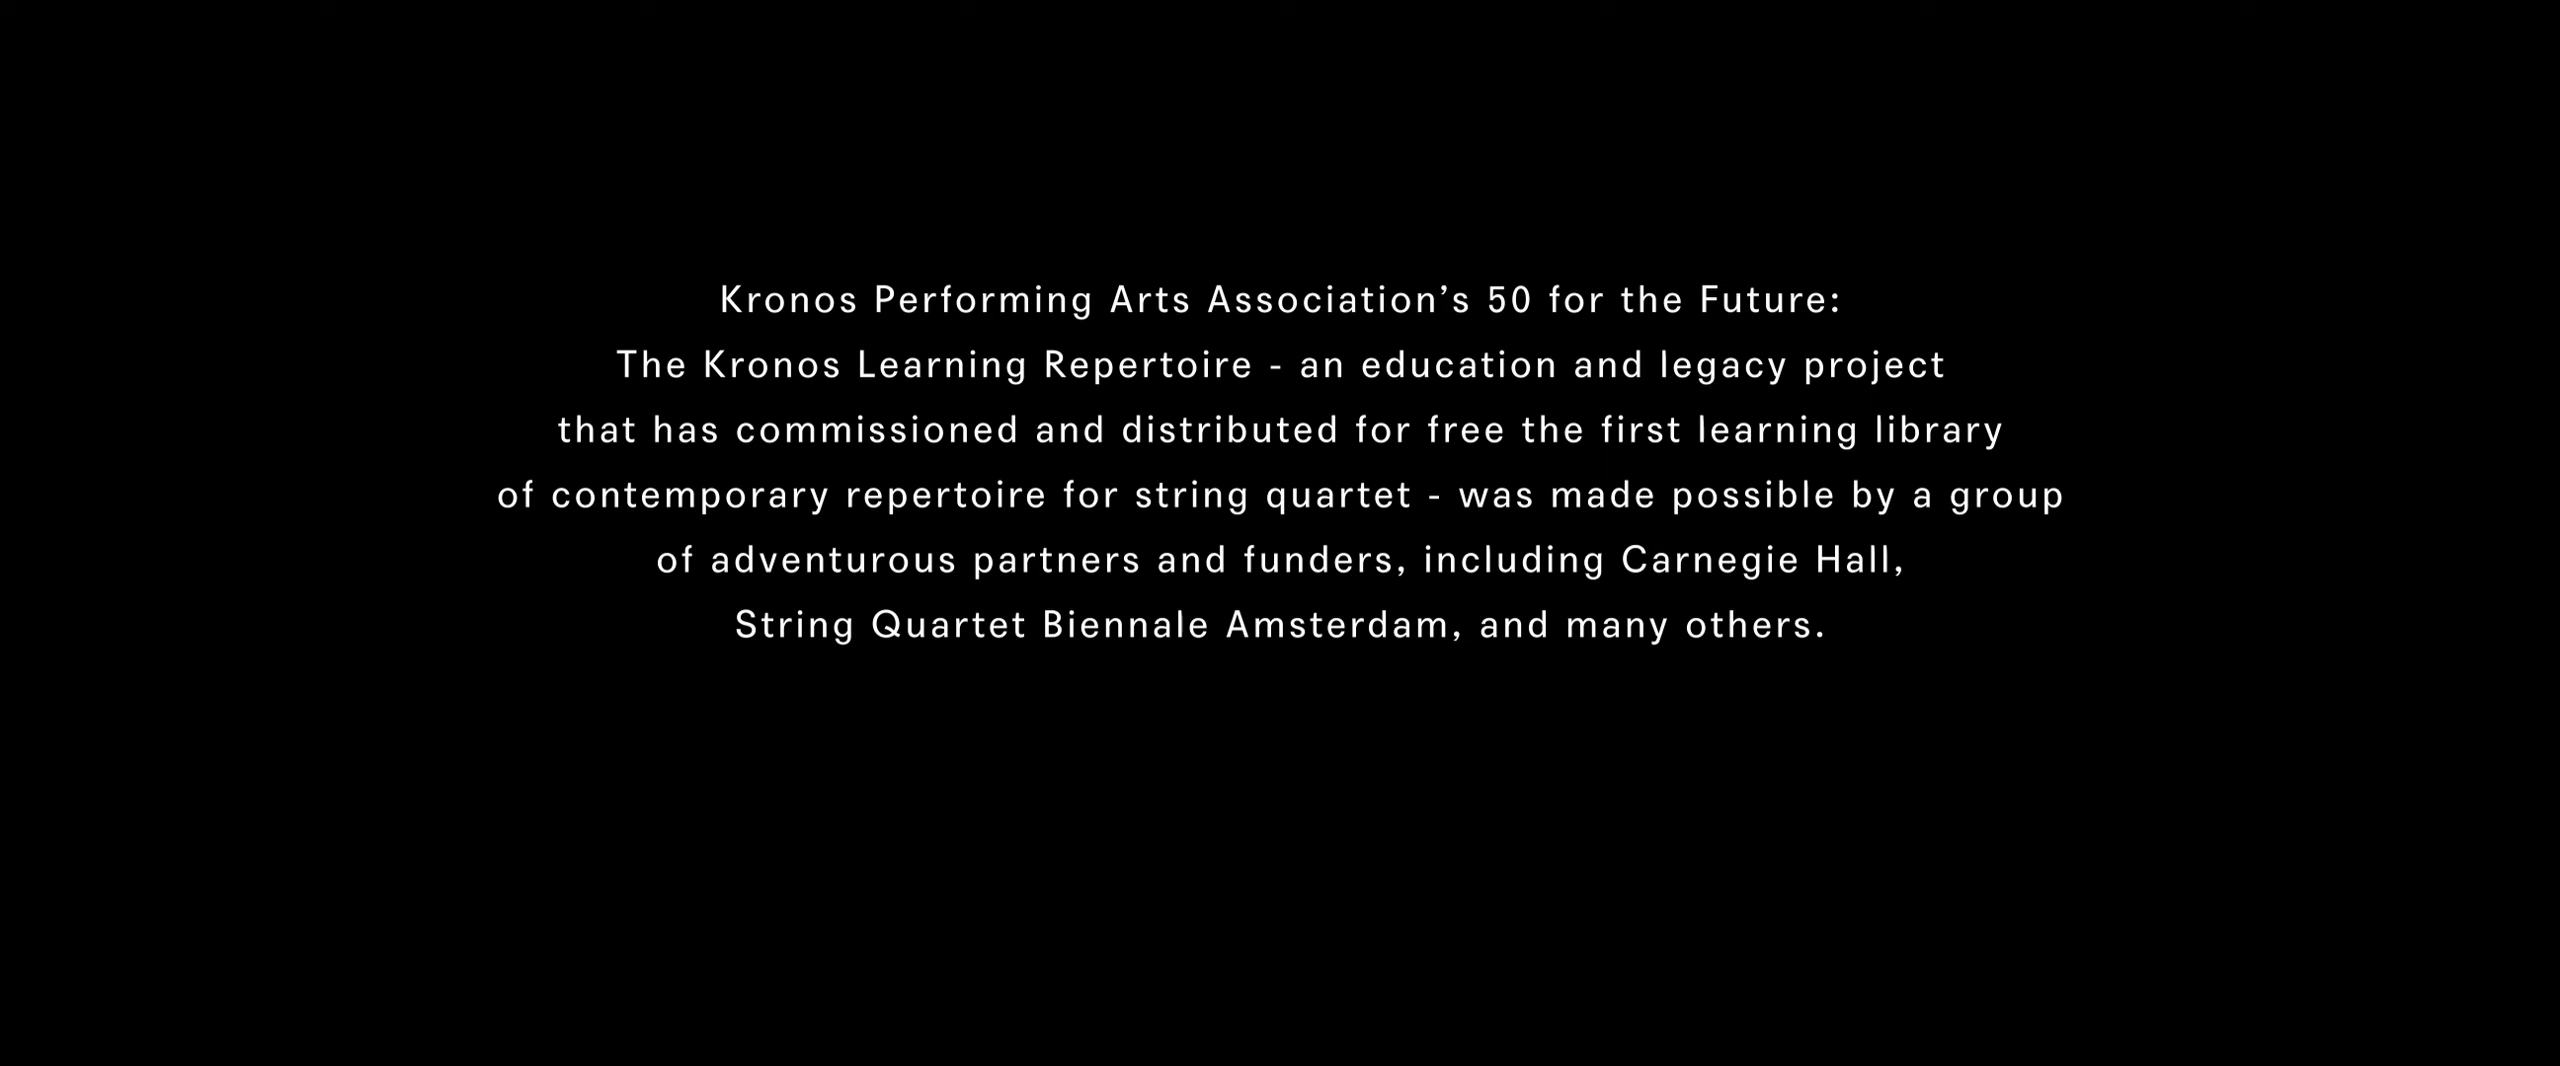 Kronos Performing Arts Association’s 50 for the Future:
The Kronos Learning Repertoire - an education and legacy project
that has commissioned and distributed for free the first learning library
of contemporary repertoire for string quartet - was made possible by a group
of adventurous partners and funders, including Carnegie Hall,
String Quartet Biennale Amsterdam, and many others.